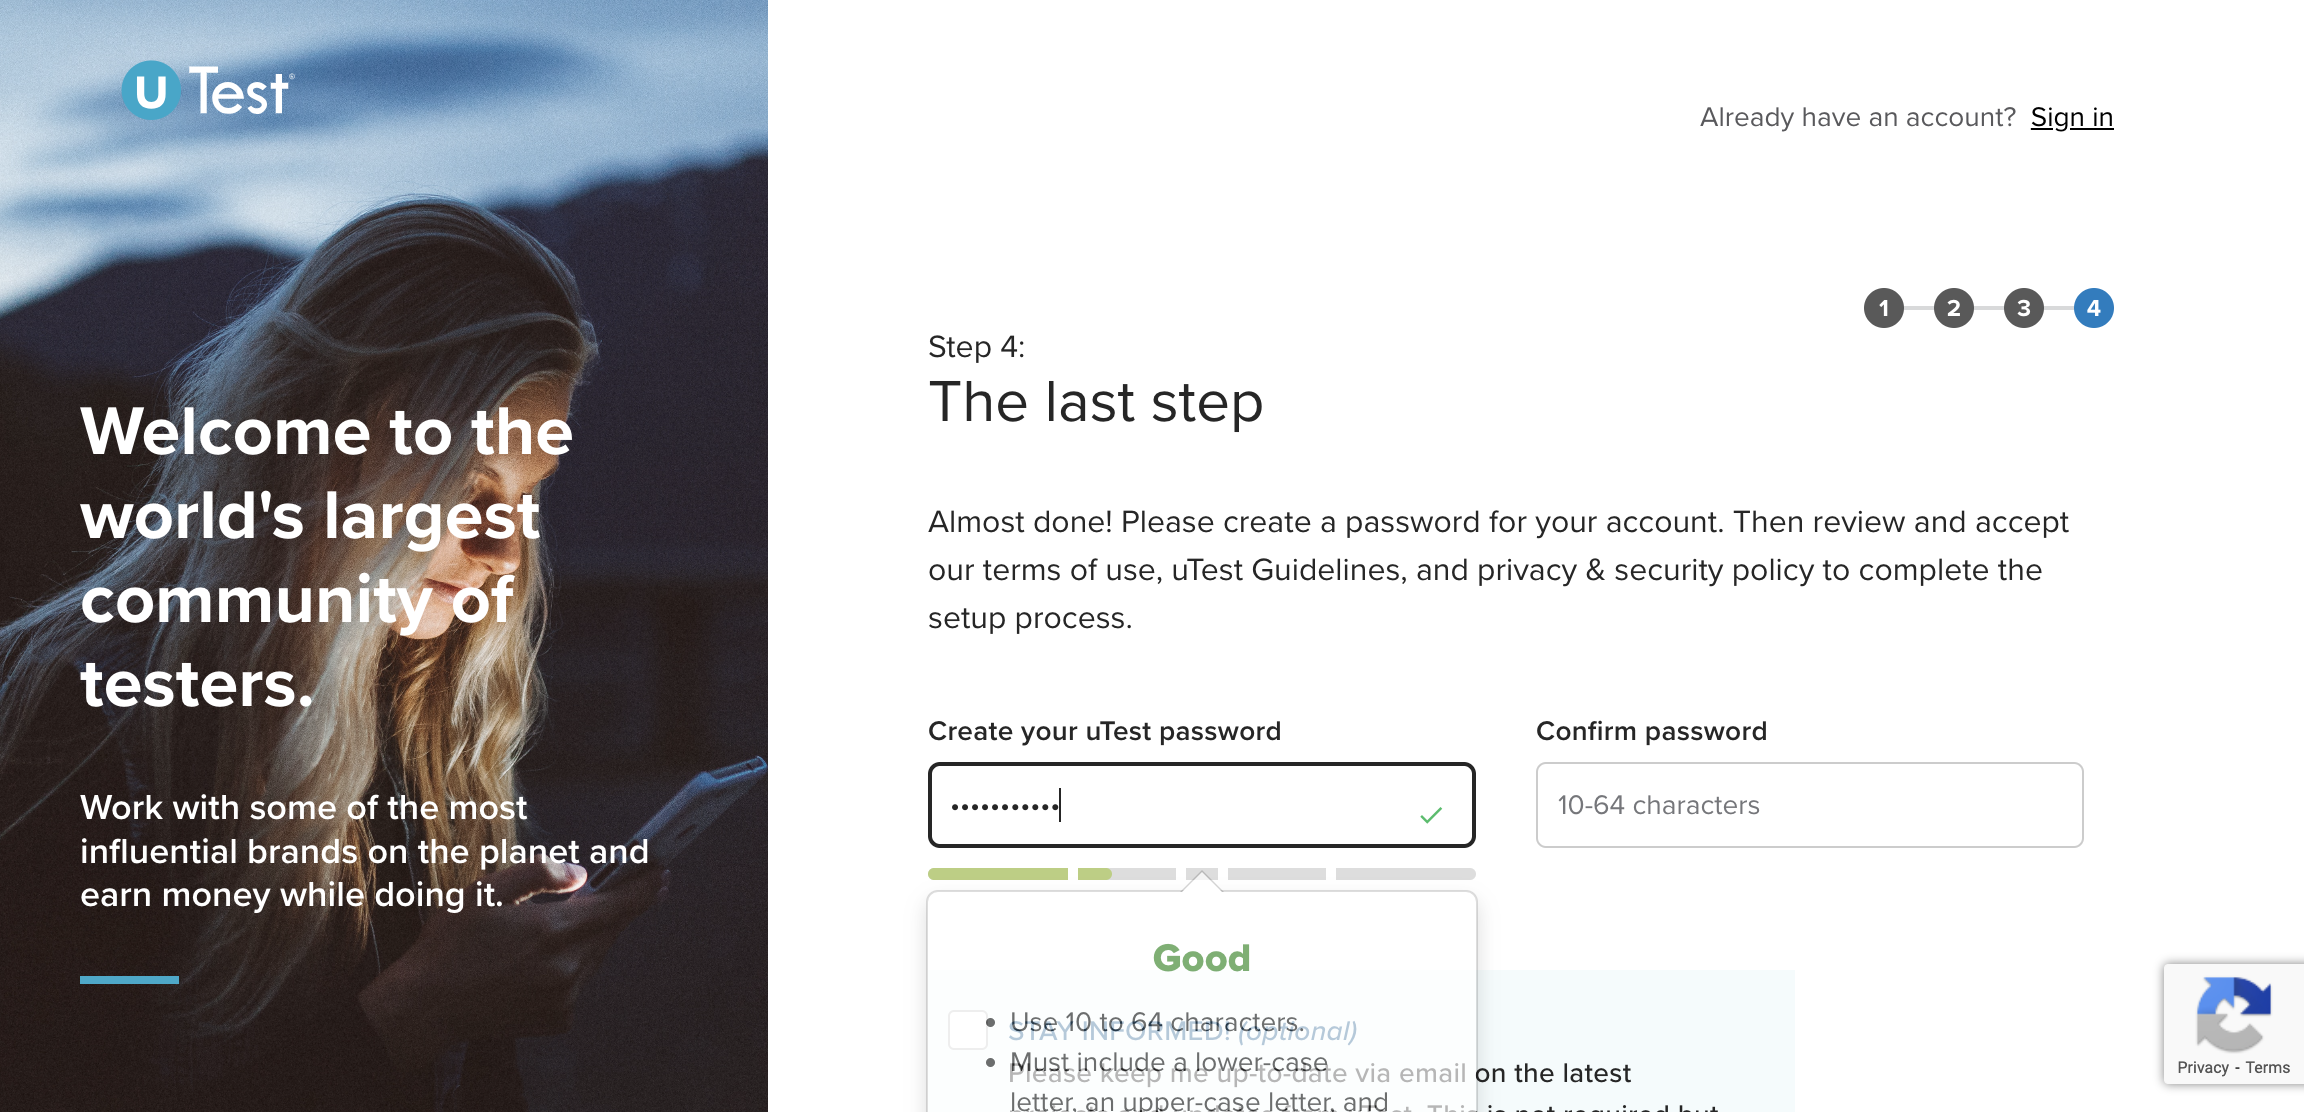 U Test®
Already have an account? Sign in
1 2 3 4
Step 4:
The last step
Welcome to the
world's largest
community of
testers.
Work with some of the most
influential brands on the planet and
earn money while doing it.
Almost done! Please create a password for your account. Then review and accept
our terms of use, uTest Guidelines, and privacy & security policy to complete the
setup process.
Create your uTest password
Confirm password
10-64 characters
Good
• Use 10 to 64 characters.
STAY INFORMED! (optional)
• Must include a lower-case
Please keep me up-to-date via email on the latest
letter, an upper-case letter, and
This is not required but
Privacy - Terms